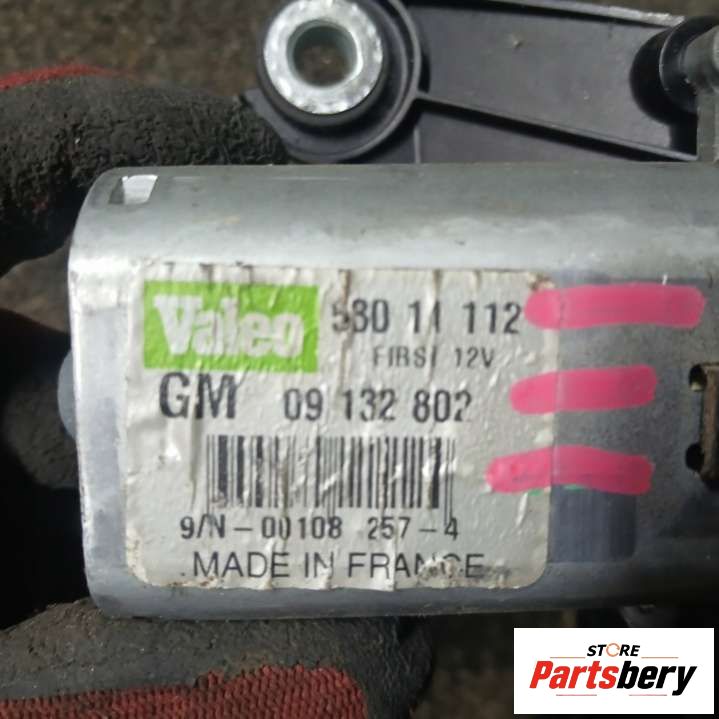 Valeo 530 11 112
FIRST 12V
GM 09 132 802
9/N-00108 257-4
MADE IN FRANCE
STORE
Partsbery